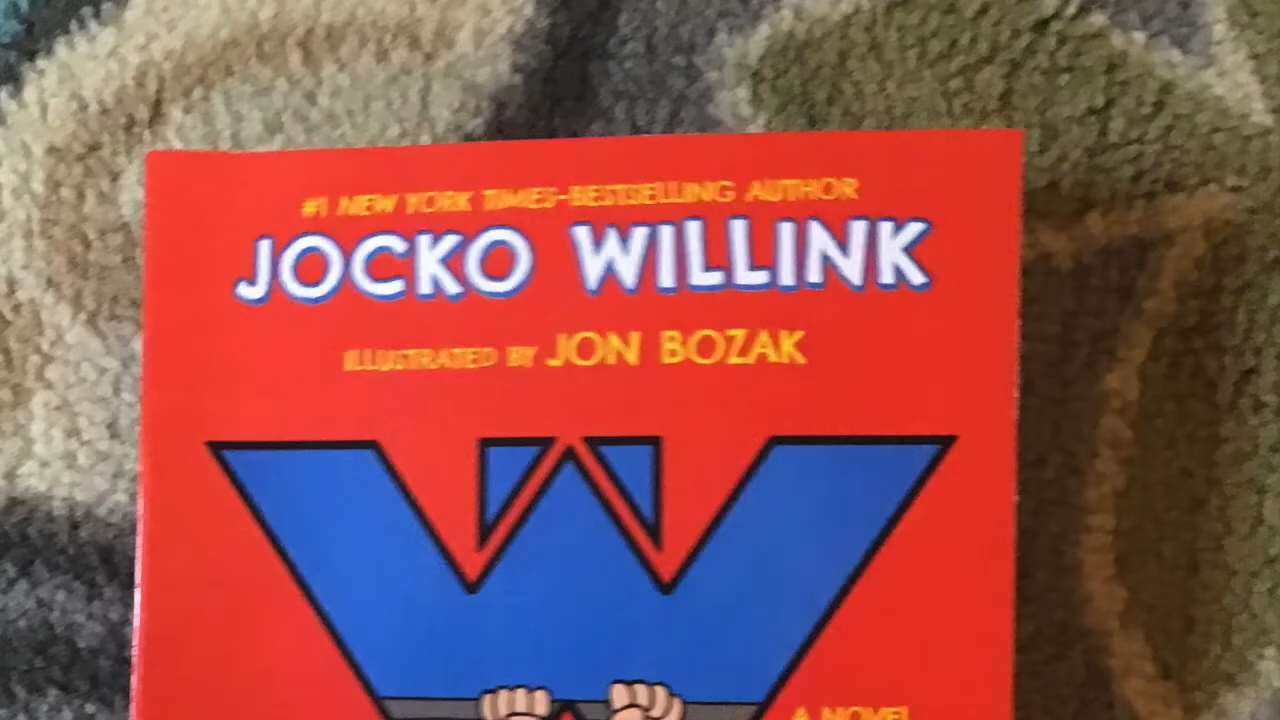 #1 NEW YORK TIMES-BESTSELLING AUTHOR
JOCKO WILLINK
ILLUSTRATED BY JON BOZAK
W
A NOVEL